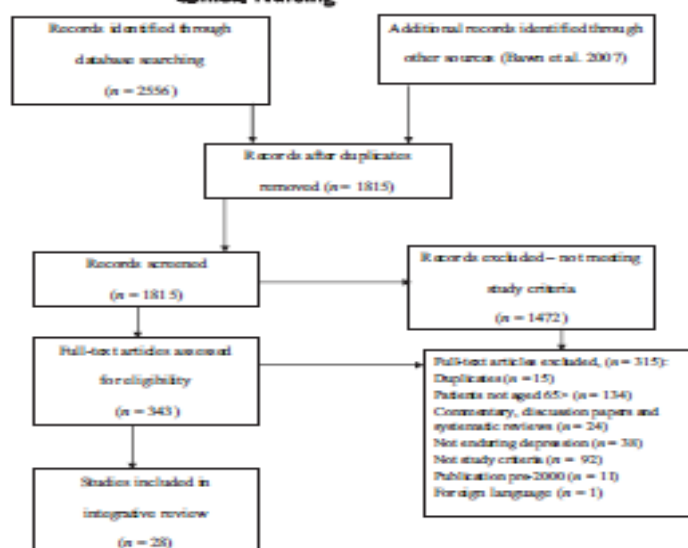 Nursing
Records identified through
database searching
(n = 2556)
Additional records identified through
other sources (Bawn et al. 2007)
Records after duplicates
removed (n = 1815)
Records screened
(n = 1815)
Records excluded – not meeting
study criteria
(n = 1472)
Full-text articles assessed
for eligibility
(n = 343)
Full-text articles excluded, (n = 315):
Duplicates (n = 15)
Patients not aged 65> (n = 134)
Commentary, discussion papers and
systematic reviews (n = 24)
Not enduring depression (n = 38)
Not study criteria (n = 92)
Publication pre-2000 (n = 11)
Foreign language (n = 1)
Studies included in
integrative review
(n = 28)